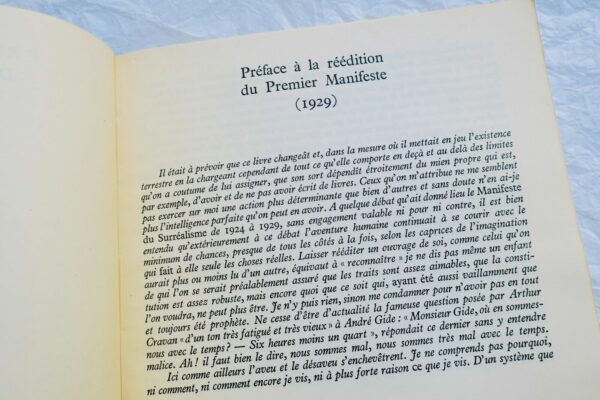 Préface à la réédition
du Premier Manifeste
(1929)
Il était à prévoir que ce livre changeât et, dans la mesure où il mettait en jeu l'existence
terrestre en la chargeant cependant de tout ce qu'elle comporte en deçà et au delà des limites
qu'on a coutume de lui assigner, que son sort dépendît étroitement du mien propre qui est,
par exemple, d'avoir et de ne pas avoir écrit de livres. Ceux qu'on m'attribue ne me semblent
pas exercer sur moi une action plus déterminante que bien d'autres et sans doute n'en ai-je
plus l'intelligence parfaite qu'on peut en avoir. A quelque débat qu'ait donné lieu le Manifeste
du Surréalisme de 1924 à 1929, sans engagement valable ni pour ni contre, il est bien
entendu qu'extérieurement à ce débat l'aventure humaine continuait à se courir avec le
minimum de chances, presque de tous les côtés à la fois, selon les caprices de l'imagination
qui fait à elle seule les choses réelles. Laisser rééditer un ouvrage de soi, comme celui qu'on
aurait plus ou moins lu d'un autre, équivaut à « reconnaître » je ne dis pas même un enfant
de qui l'on se serait préalablement assuré que les traits sont assez aimables, que la consti-
tution est assez robuste, mais encore quoi que ce soit qui, ayant été aussi vaillamment que
l'on voudra, ne peut plus être. Je n'y puis rien, sinon me condamner pour n'avoir pas en tout
et toujours été prophète. Ne cesse d'être d'actualité la fameuse question posée par Arthur
Cravan « d'un ton très fatigué et très vieux » à André Gide : « Monsieur Gide, où en sommes-
nous avec le temps? — Six heures moins un quart », répondait ce dernier sans y entendre
malice. Ah ! il faut bien le dire, nous sommes mal, nous sommes très mal avec le temps.
Ici comme ailleurs l'aveu et le désaveu s'enchevêtrent. Je ne comprends pas pourquoi,
ni comment, ni comment encore je vis, ni à plus forte raison ce que je vis. D'un système que